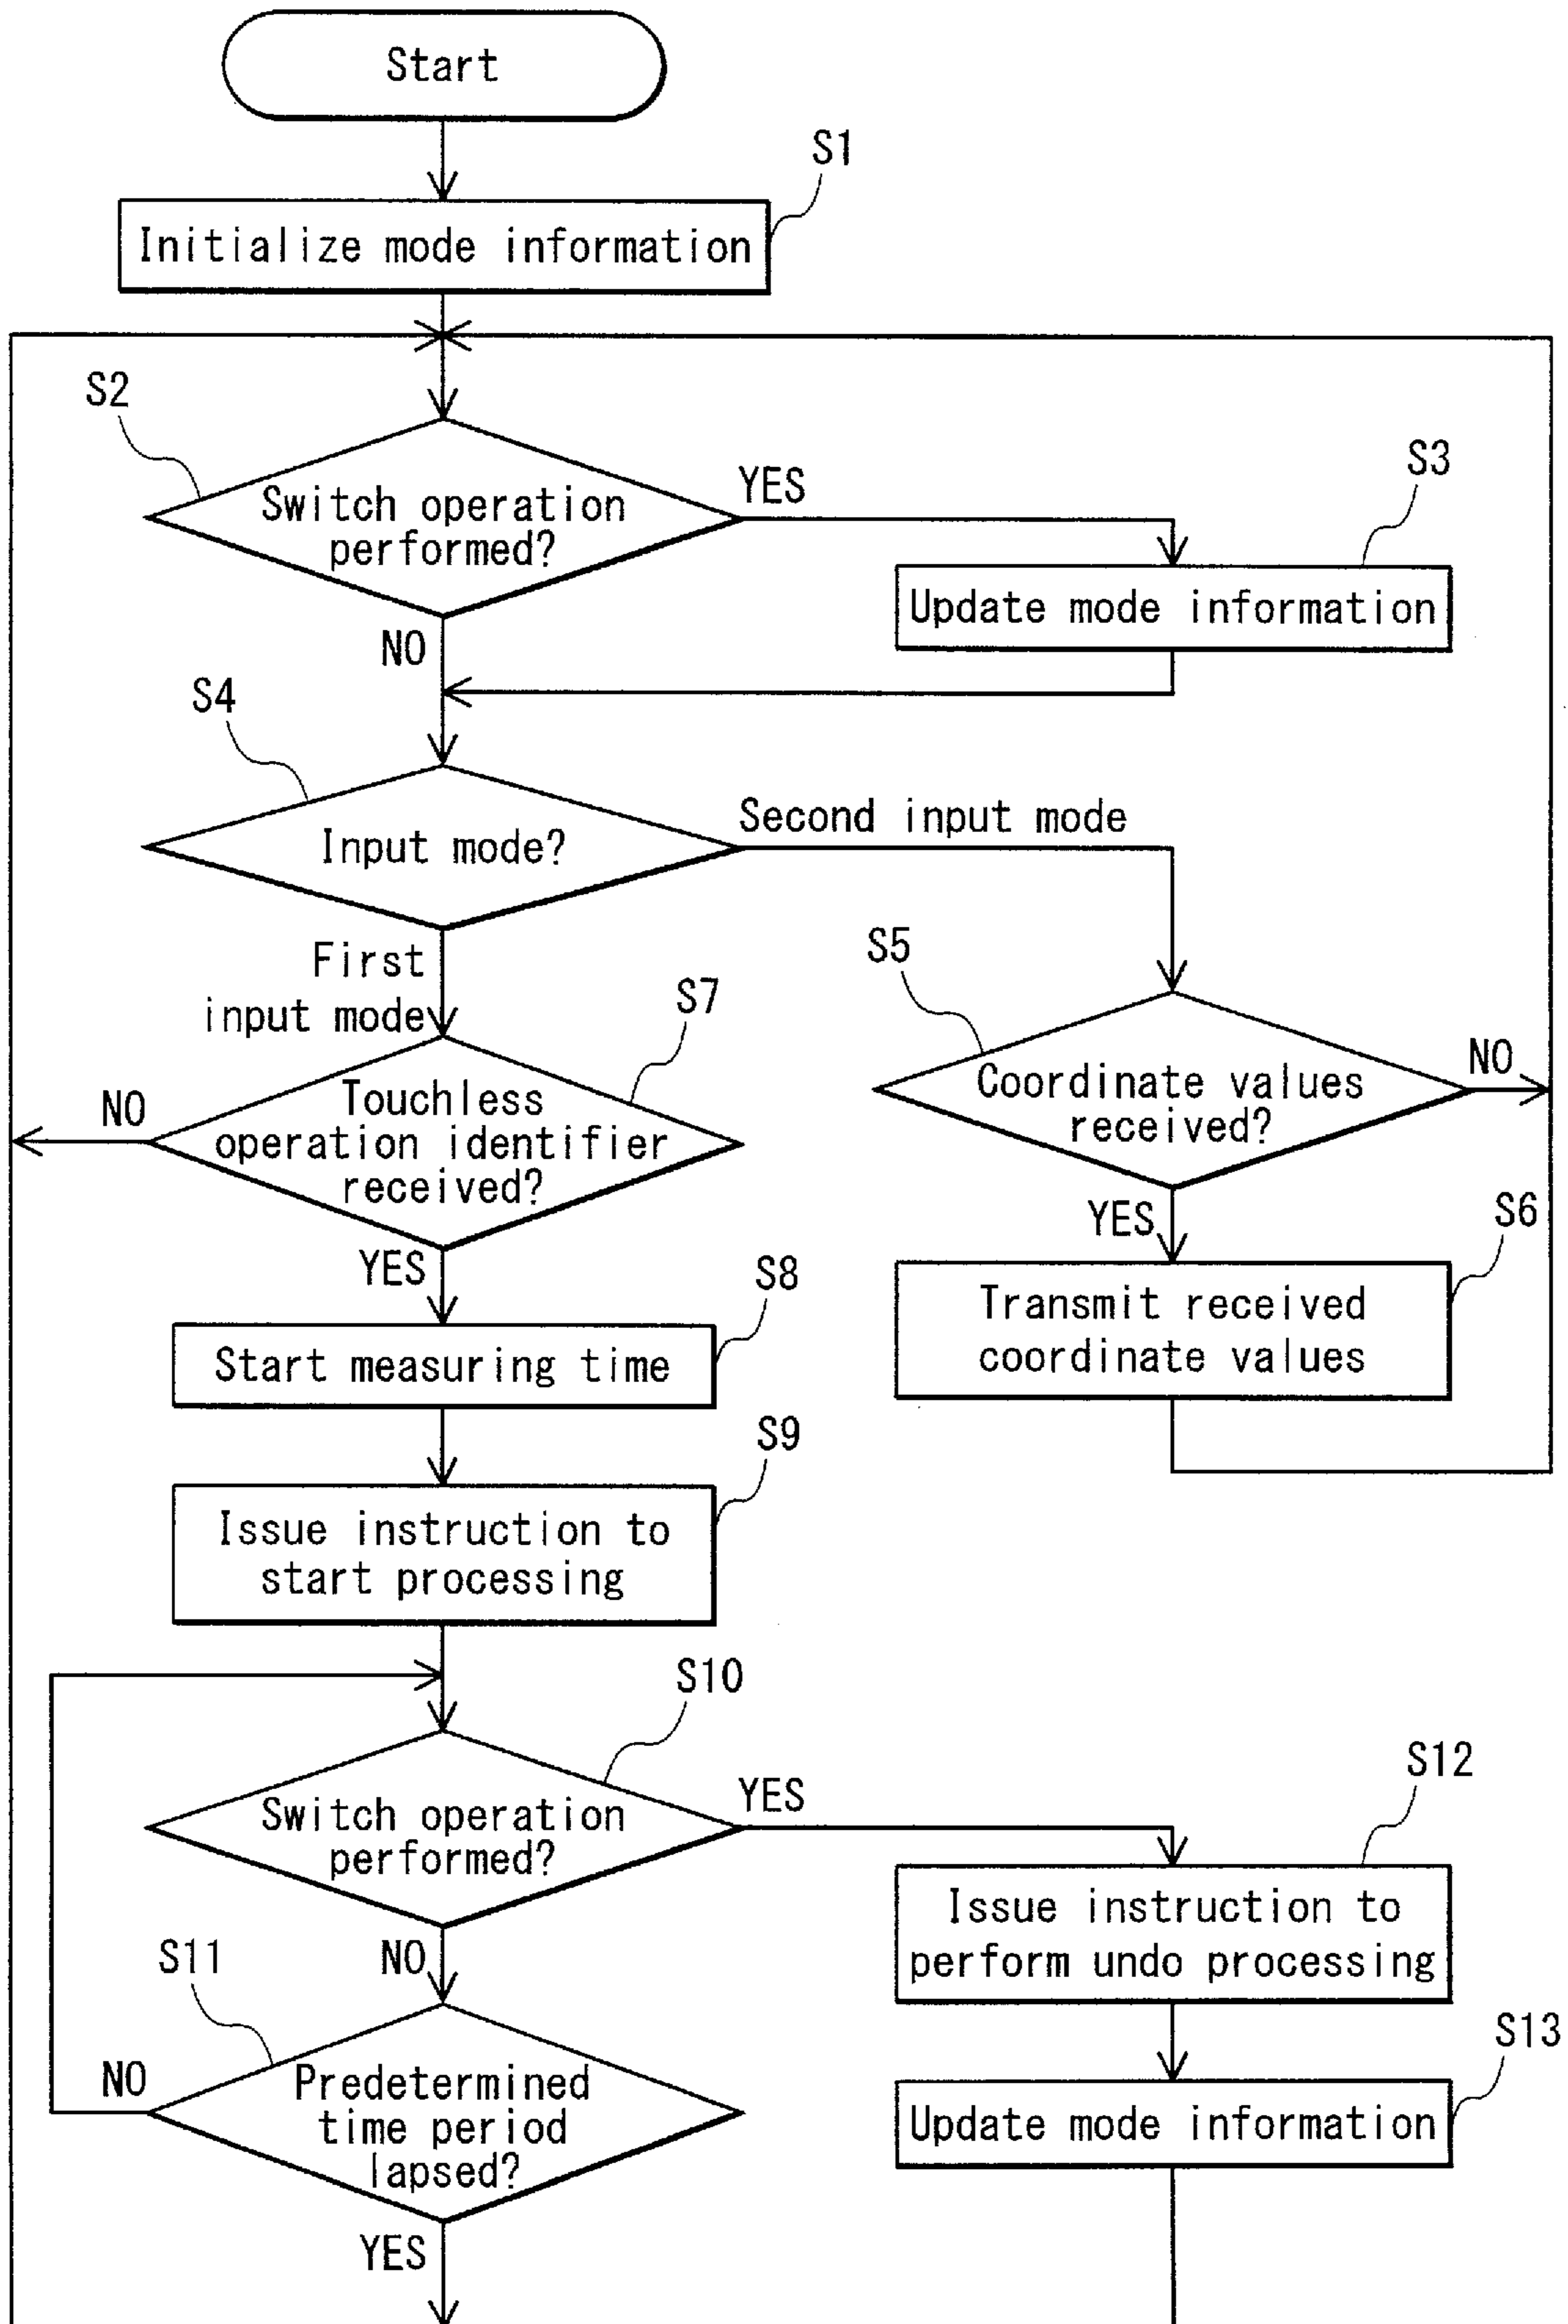 Start
S1
Initialize mode information
S2
Switch operation
performed?
YES
S3
Update mode information
NO
S4
Input mode?
Second input mode
First
input mode
S5
Coordinate values
received?
NO
S7
Touchless
operation identifier
received?
NO
YES
S6
Transmit received
coordinate values
YES
S8
Start measuring time
S9
Issue instruction to
start processing
S10
Switch operation
performed?
YES
S12
Issue instruction to
perform undo processing
NO
S11
Predetermined
time period
lapsed?
NO
S13
Update mode information
YES